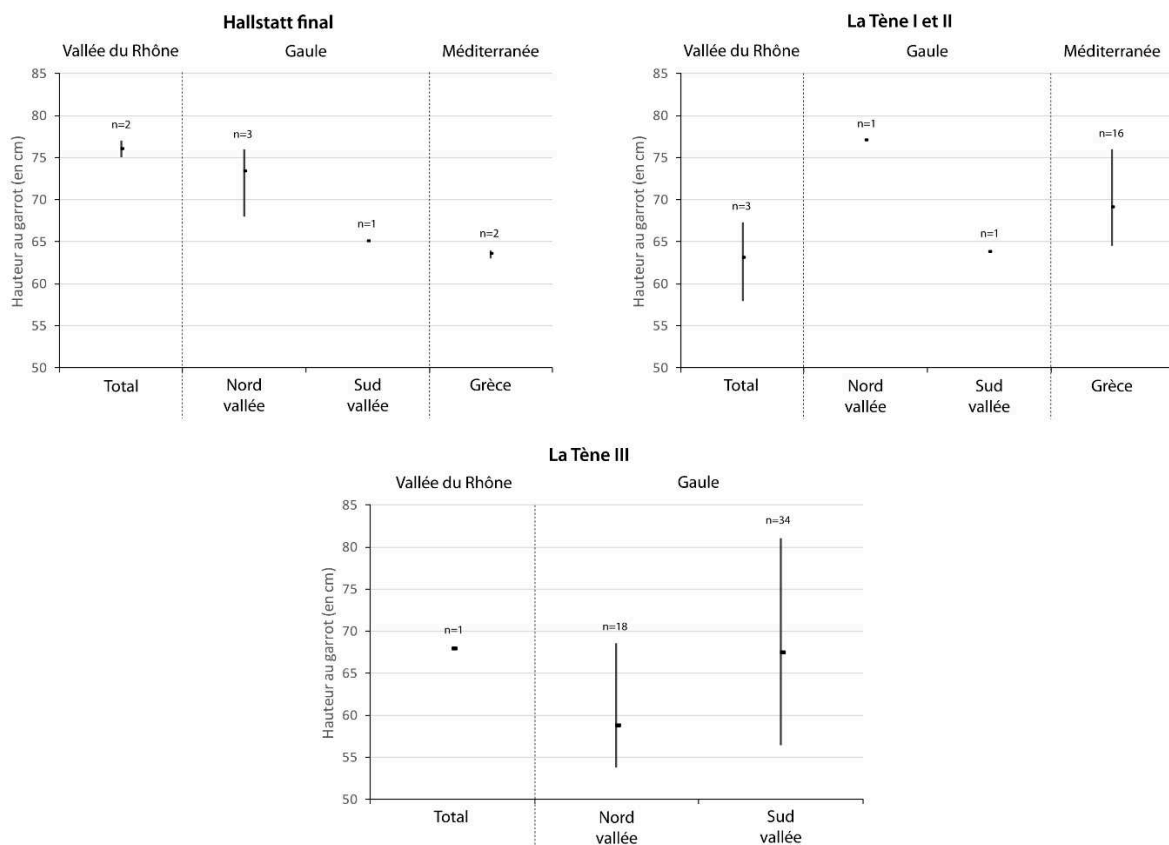 Hallstatt final
Vallée du Rhône Gaule Méditerranée
Hauteur au garrot (en cm)
85
80
75
70
65
60
55
50
n=2
n=3
n=1
n=2
Total
Nord vallée
Sud vallée
Grèce
La Tène I et II
Vallée du Rhône Gaule Méditerranée
Hauteur au garrot (en cm)
85
80
75
70
65
60
55
50
n=3
n=1
n=1
n=16
Total
Nord vallée
Sud vallée
Grèce
La Tène III
Vallée du Rhône Gaule
Hauteur au garrot (en cm)
85
80
75
70
65
60
55
50
n=1
n=18
n=34
Total
Nord vallée
Sud vallée